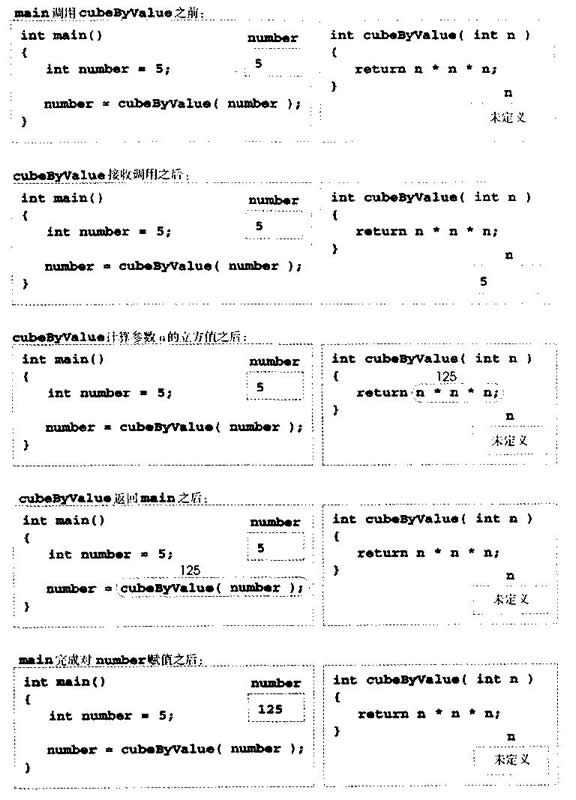 main 调用 cubeByValue 之前:
int main()
{
int number = 5;
number = cubeByValue( number );
}
number
5
int cubeByValue( int n )
{
return n * n * n;
}
n
未定义
cubeByValue 接收调用之后:
int main()
{
int number = 5;
number = cubeByValue( number );
}
number
5
int cubeByValue( int n )
{
return n * n * n;
}
n
5
cubeByValue 计算参数 n 的立方值之后:
int main()
{
int number = 5;
number = cubeByValue( number );
}
number
5
int cubeByValue( int n )
{
125
return n * n * n;
}
n
未定义
cubeByValue 返回 main 之后:
int main()
{
int number = 5;
125
number = cubeByValue( number );
}
number
5
int cubeByValue( int n )
{
return n * n * n;
}
n
未定义
main 完成对 number 赋值之后:
int main()
{
int number = 5;
number = cubeByValue( number );
}
number
125
int cubeByValue( int n )
{
return n * n * n;
}
n
未定义